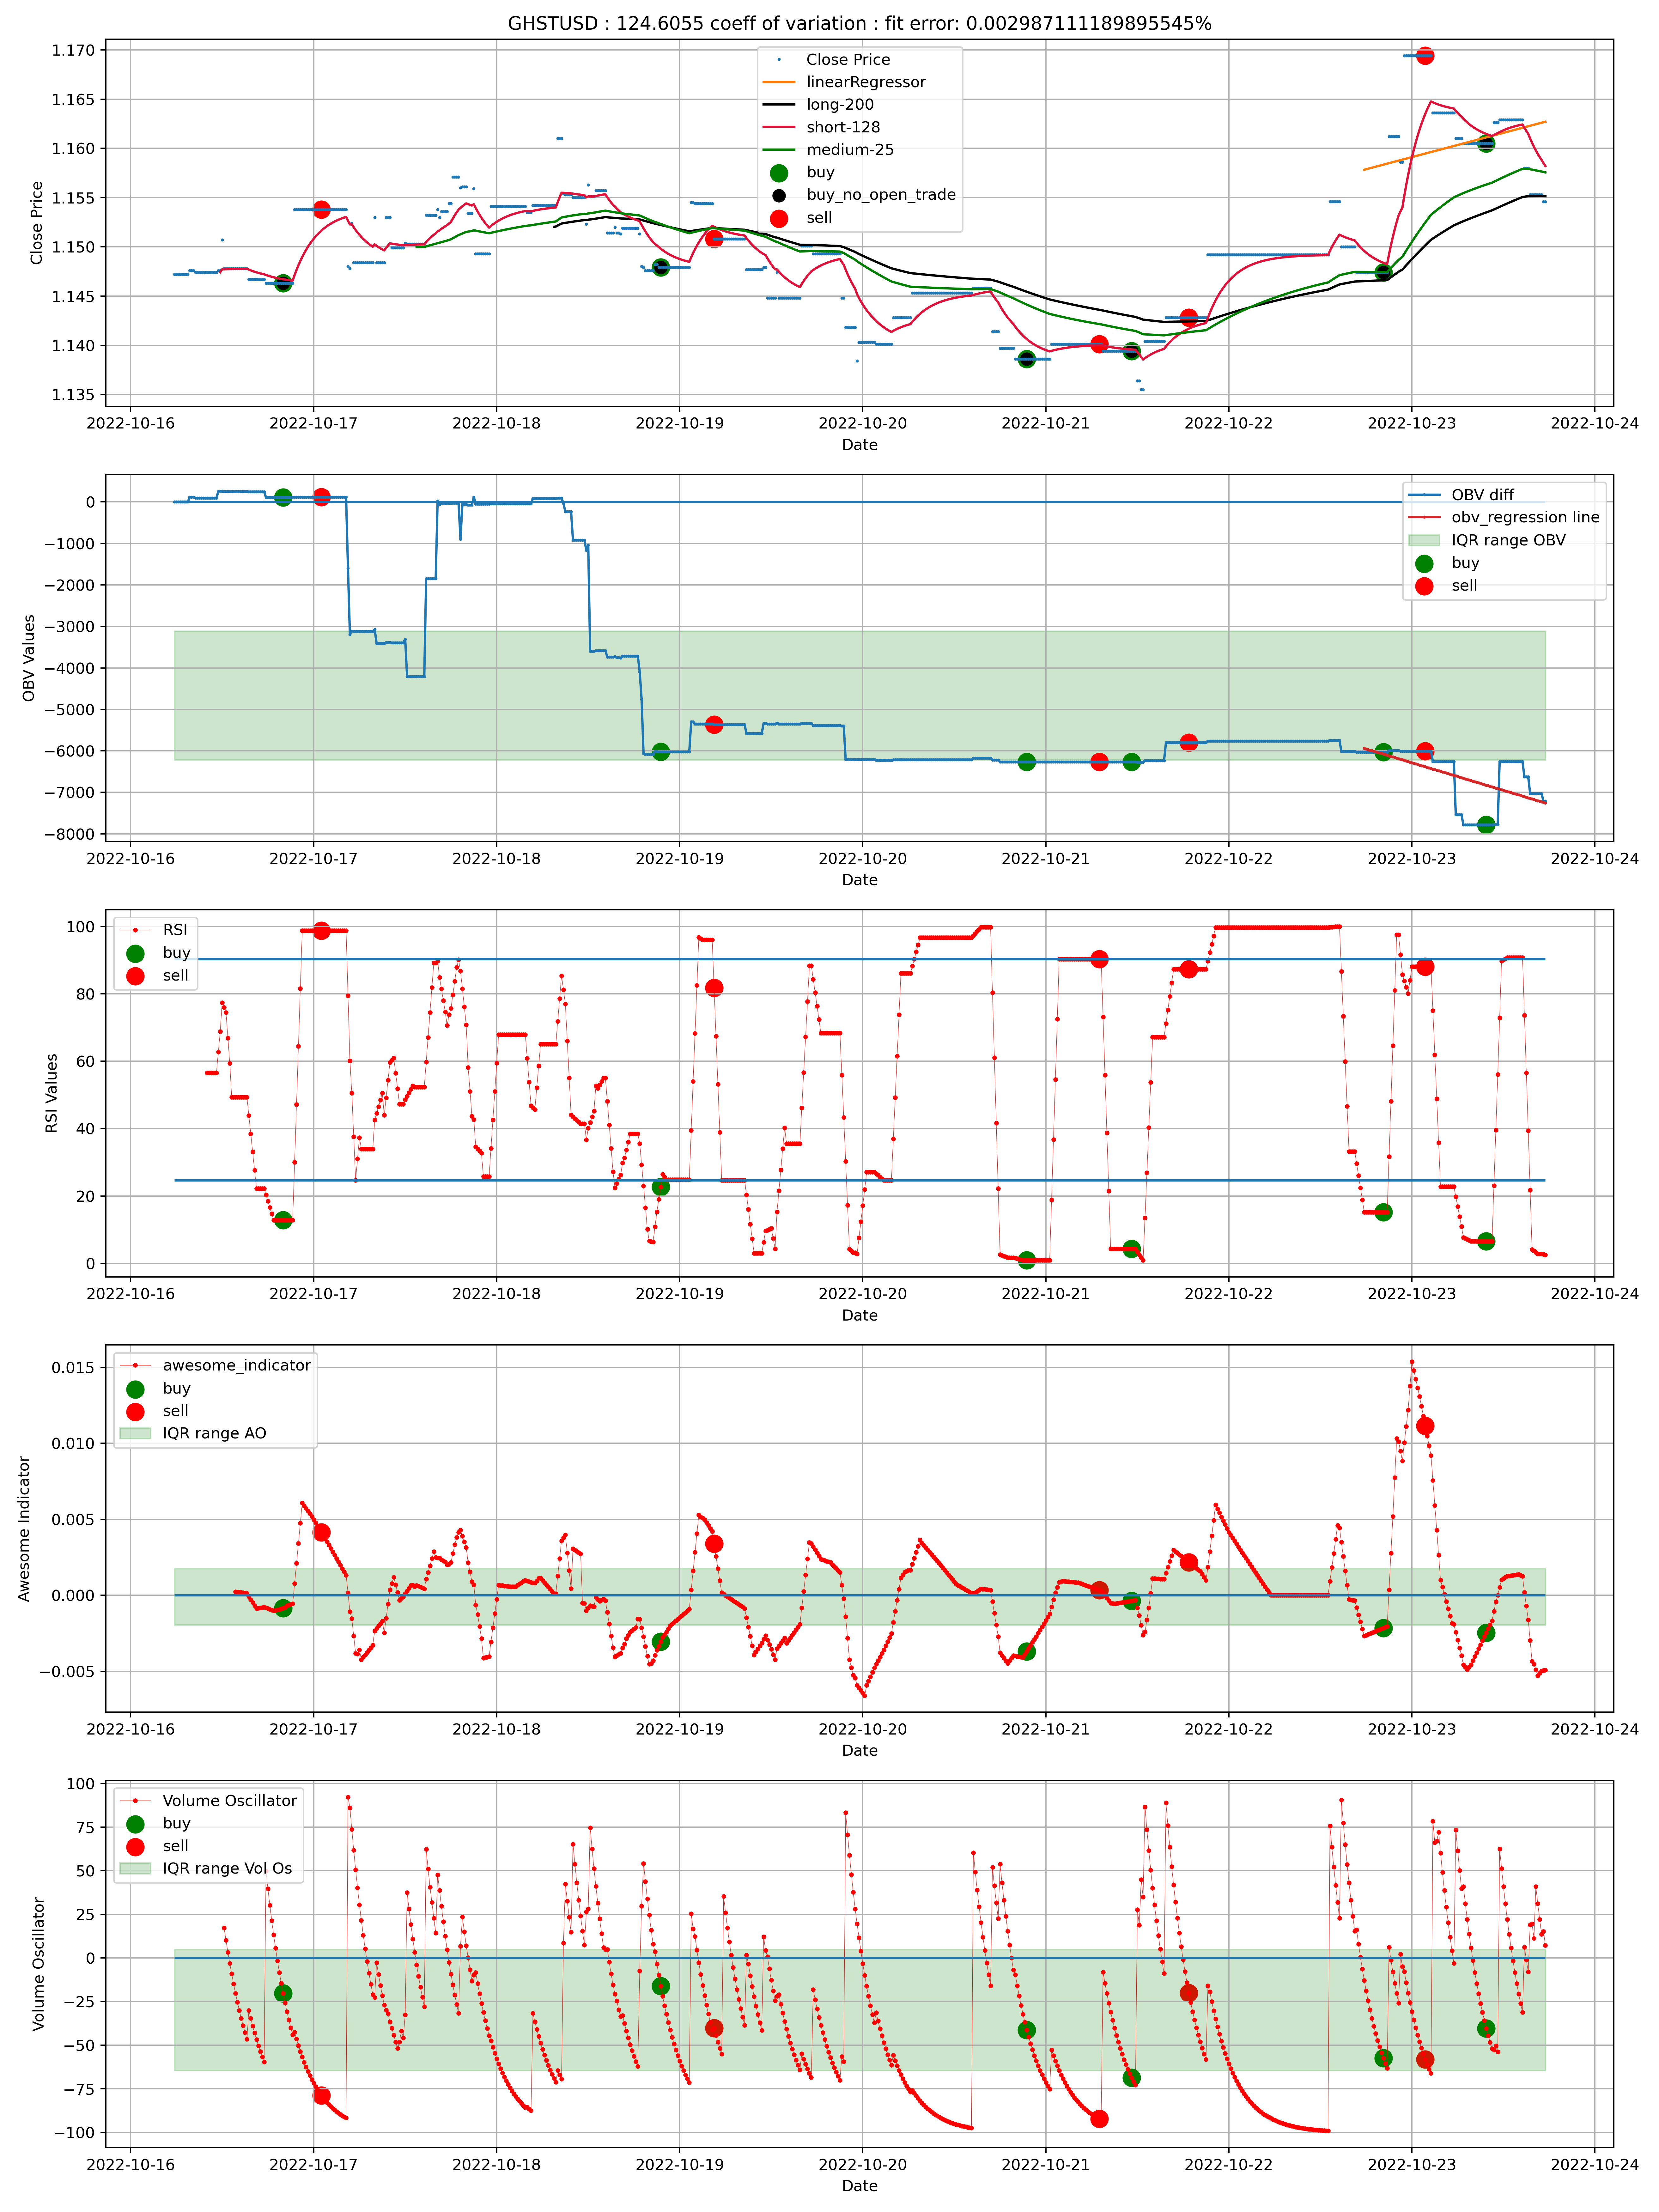 GHSTUSD : 124.6055 coeff of variation : fit error: 0.002987111189895545%
Close Price
1.170
1.165
1.160
1.155
1.150
1.145
1.140
1.135
Close Price
linearRegressor
long-200
short-128
medium-25
buy
buy_no_open_trade
sell
2022-10-16 2022-10-17 2022-10-18 2022-10-19 2022-10-20 2022-10-21 2022-10-22 2022-10-23 2022-10-24
Date
OBV Values
0
−1000
−2000
−3000
−4000
−5000
−6000
−7000
−8000
OBV diff
obv_regression line
IQR range OBV
buy
sell
2022-10-16 2022-10-17 2022-10-18 2022-10-19 2022-10-20 2022-10-21 2022-10-22 2022-10-23 2022-10-24
Date
RSI Values
100
80
60
40
20
0
RSI
buy
sell
2022-10-16 2022-10-17 2022-10-18 2022-10-19 2022-10-20 2022-10-21 2022-10-22 2022-10-23 2022-10-24
Date
Awesome Indicator
0.015
0.010
0.005
0.000
−0.005
awesome_indicator
buy
sell
IQR range AO
2022-10-16 2022-10-17 2022-10-18 2022-10-19 2022-10-20 2022-10-21 2022-10-22 2022-10-23 2022-10-24
Date
Volume Oscillator
100
75
50
25
0
−25
−50
−75
−100
Volume Oscillator
buy
sell
IQR range Vol Os
2022-10-16 2022-10-17 2022-10-18 2022-10-19 2022-10-20 2022-10-21 2022-10-22 2022-10-23 2022-10-24
Date